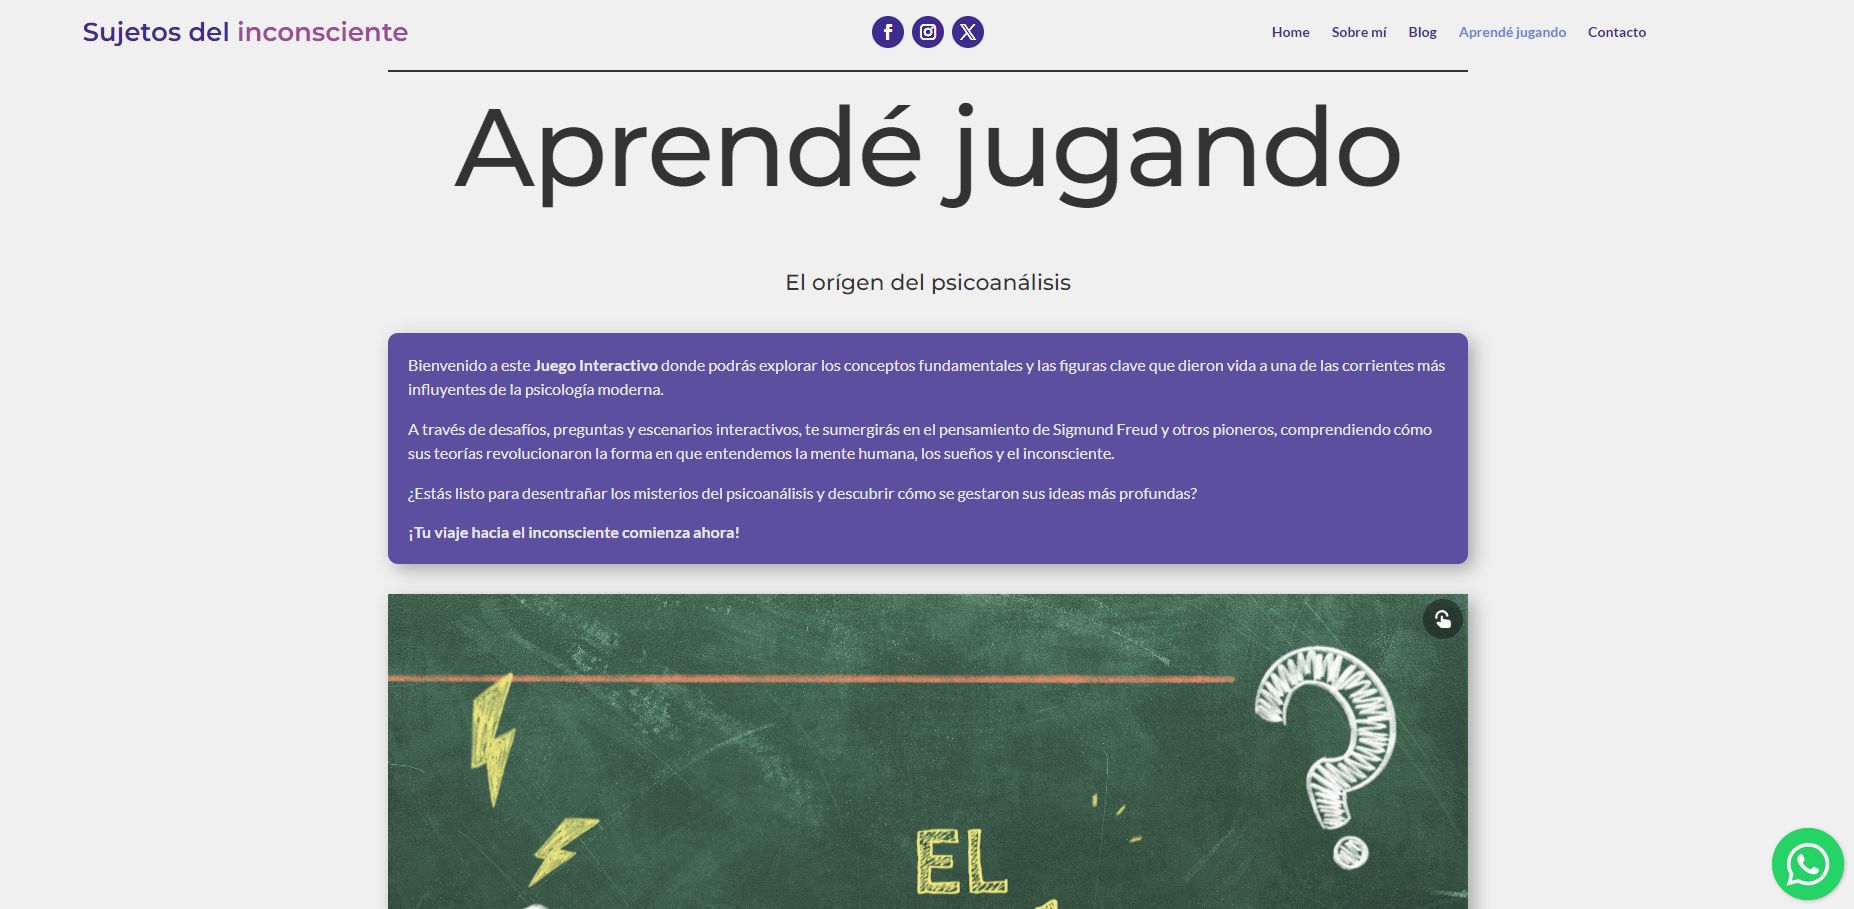 Sujetos del inconsciente
Home Sobre mí Blog Aprendé jugando Contacto
Aprendé jugando
El orígen del psicoanálisis
Bienvenido a este Juego Interactivo donde podrás explorar los conceptos fundamentales y las figuras clave que dieron vida a una de las corrientes más
influyentes de la psicología moderna.
A través de desafíos, preguntas y escenarios interactivos, te sumergirás en el pensamiento de Sigmund Freud y otros pioneros, comprendiendo cómo
sus teorías revolucionaron la forma en que entendemos la mente humana, los sueños y el inconsciente.
¿Estás listo para desentrañar los misterios del psicoanálisis y descubrir cómo se gestaron sus ideas más profundas?
¡Tu viaje hacia el inconsciente comienza ahora!
?
EL